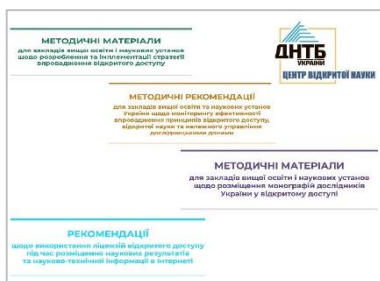 МЕТОДИЧНІ МАТЕРІАЛИ
для закладів вищої освіти і наукових установ
щодо розроблення та імплементації стратегії
впровадження відкритого доступу
ДНТБ
УКРАЇНИ
ЦЕНТР ВІДКРИТОЇ НАУКИ
МЕТОДИЧНІ РЕКОМЕНДАЦІЇ
для закладів вищої освіти та наукових установ
України щодо моніторингу ефективності
впровадження принципів відкритого доступу,
відкритої науки та належного управління
дослідницькими даними
МЕТОДИЧНІ МАТЕРІАЛИ
для закладів вищої освіти і наукових установ
щодо розміщення монографій дослідників
України у відкритому доступі
РЕКОМЕНДАЦІЇ
щодо використання ліцензій відкритого доступу
під час розміщення наукових результатів
та науково-технічної інформації в Інтернеті